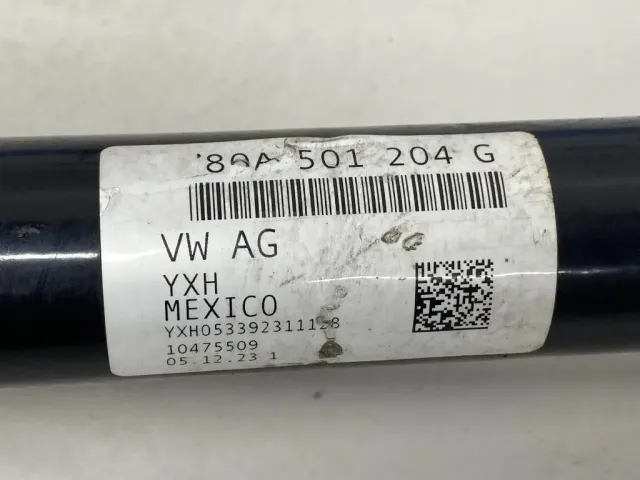 80A 501 204 G
VW AG
YXH
MEXICO
YXH053392311128
10475509
05.12.23 1